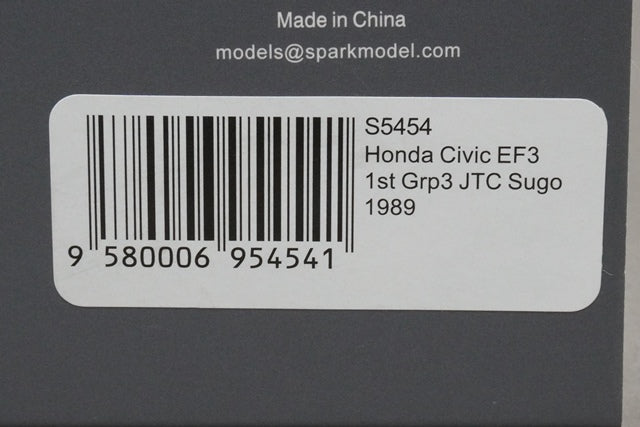 Made in China
models@sparkmodel.com
S5454
Honda Civic EF3
1st Grp3 JTC Sugo
1989
9 580006 954541